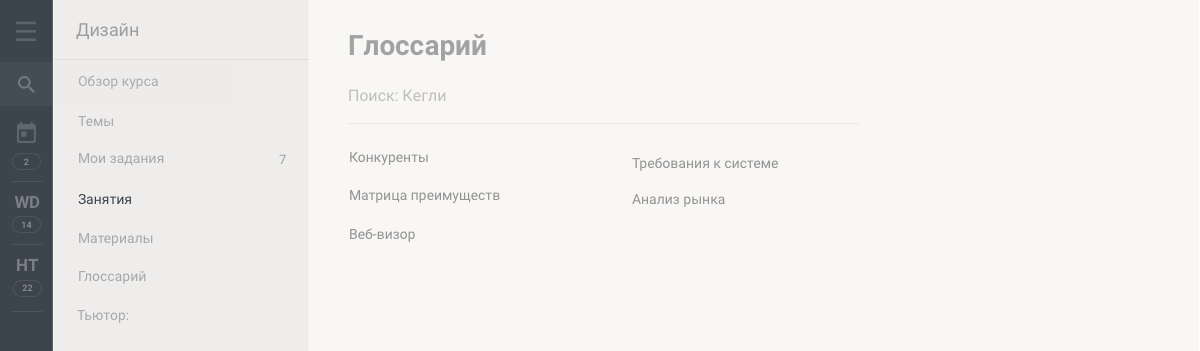 2
WD
14
HT
22
Дизайн
Обзор курса
Темы
Мои задания 7
Занятия
Материалы
Глоссарий
Тьютор:
Глоссарий
Поиск: Кегли
Конкуренты
Матрица преимуществ
Веб-визор
Требования к системе
Анализ рынка